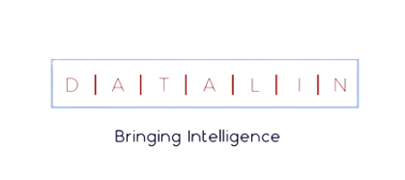 D | A | T | A | L | I | N
Bringing Intelligence